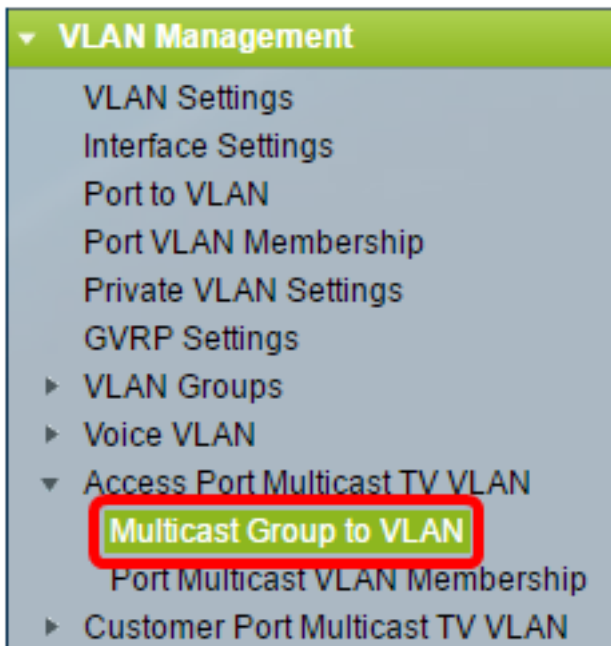 VLAN Management
VLAN Settings
Interface Settings
Port to VLAN
Port VLAN Membership
Private VLAN Settings
GVRP Settings
VLAN Groups
Voice VLAN
Access Port Multicast TV VLAN
Multicast Group to VLAN
Port Multicast VLAN Membership
Customer Port Multicast TV VLAN